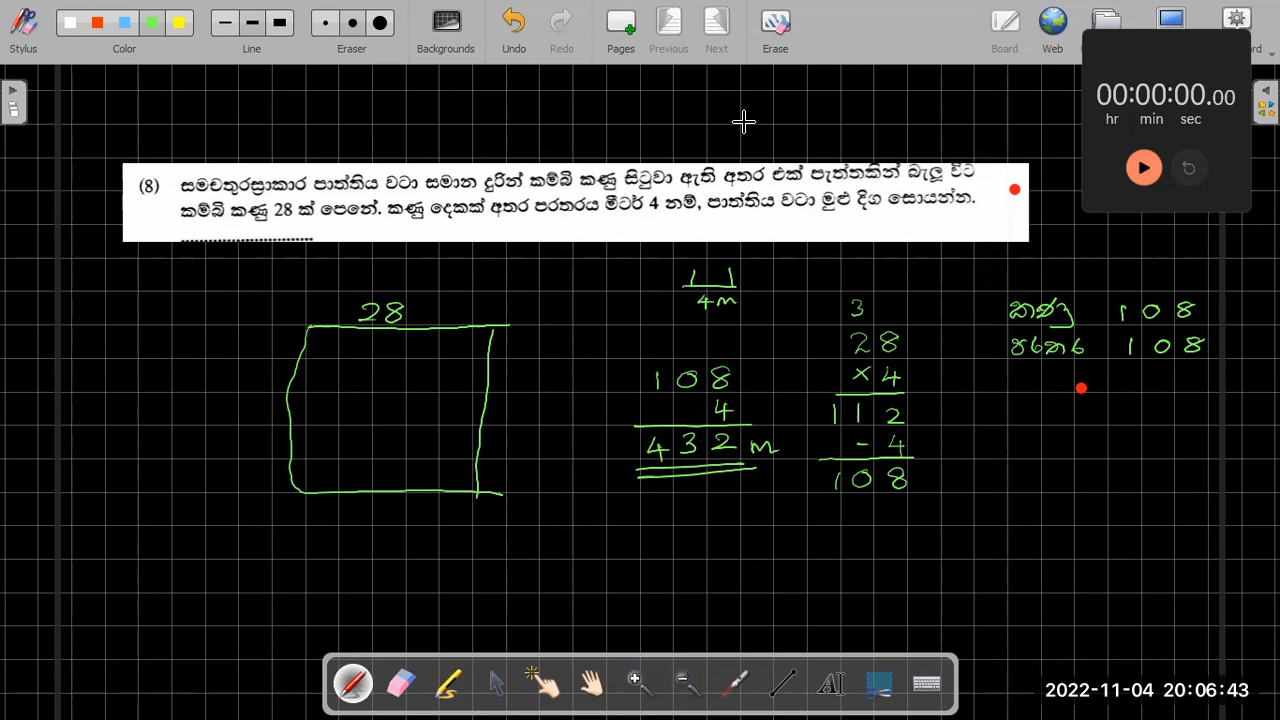 Stylus Color Line Eraser Backgrounds Undo Redo Pages Previous Next Erase Board Web
00:00:00.00
hr min sec
(8) සමචතුරස්‍රාකාර පාත්තිය වටා සමාන දුරින් කම්බි කණු සිටුවා ඇති අතර එක් පැත්තකින් බැලූ විට
කම්බි කණු 28 ක් පෙනේ. කණු දෙකක් අතර පරතරය මීටර් 4 නම්, පාත්තිය වටා මුළු දිග සොයන්න.
..............................
28
4m
108
4
432 m
3
28
×4
112
- 4
108
කණු 108
පරතර 108
2022-11-04 20:06:43